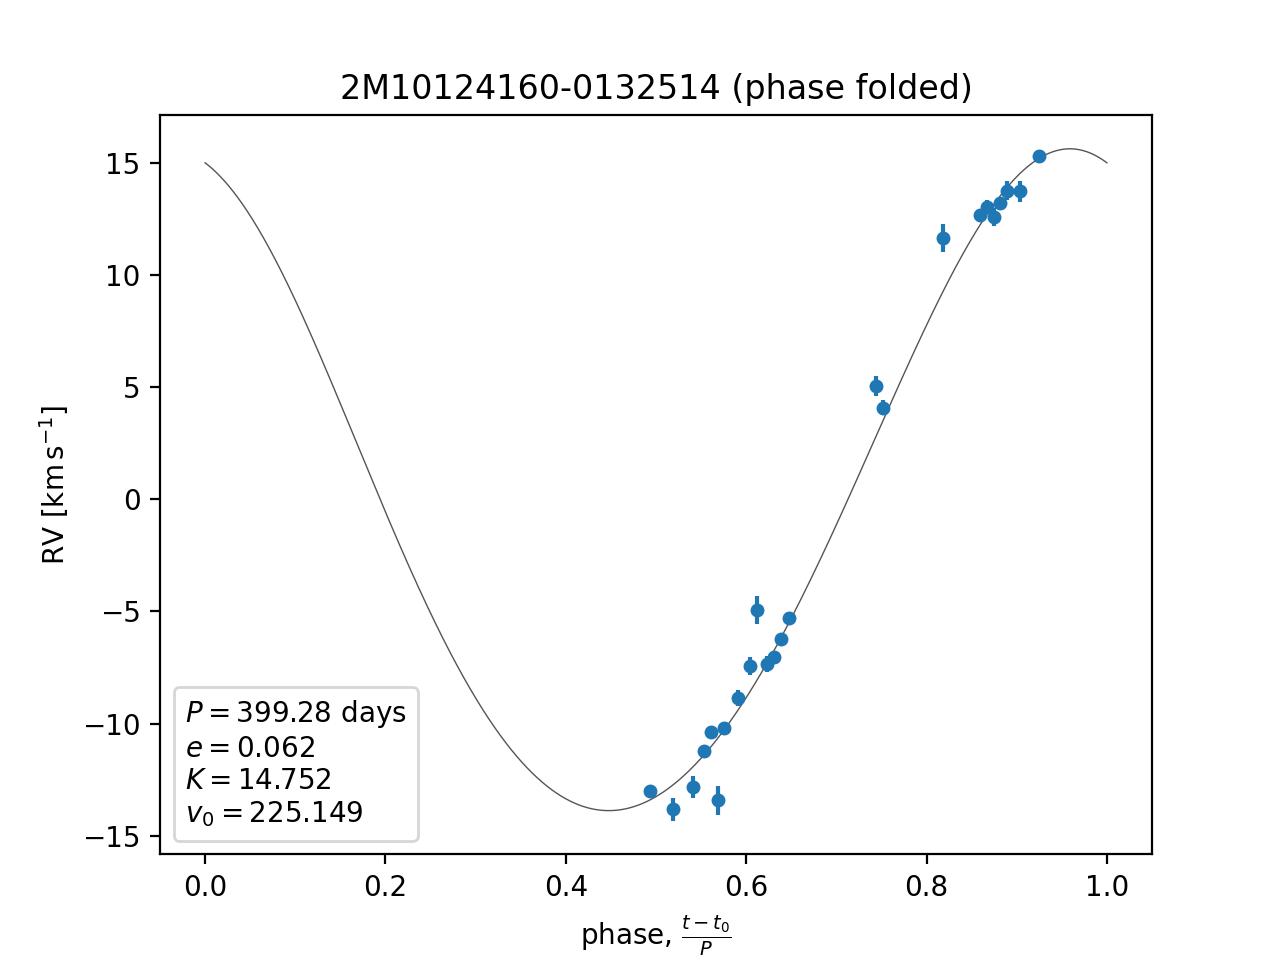 2M10124160-0132514 (phase folded)
RV [km s⁻¹]
15
10
5
0
−5
−10
−15
P = 399.28 days
e = 0.062
K = 14.752
v₀ = 225.149
0.0 0.2 0.4 0.6 0.8 1.0
phase, (t − t₀)/P